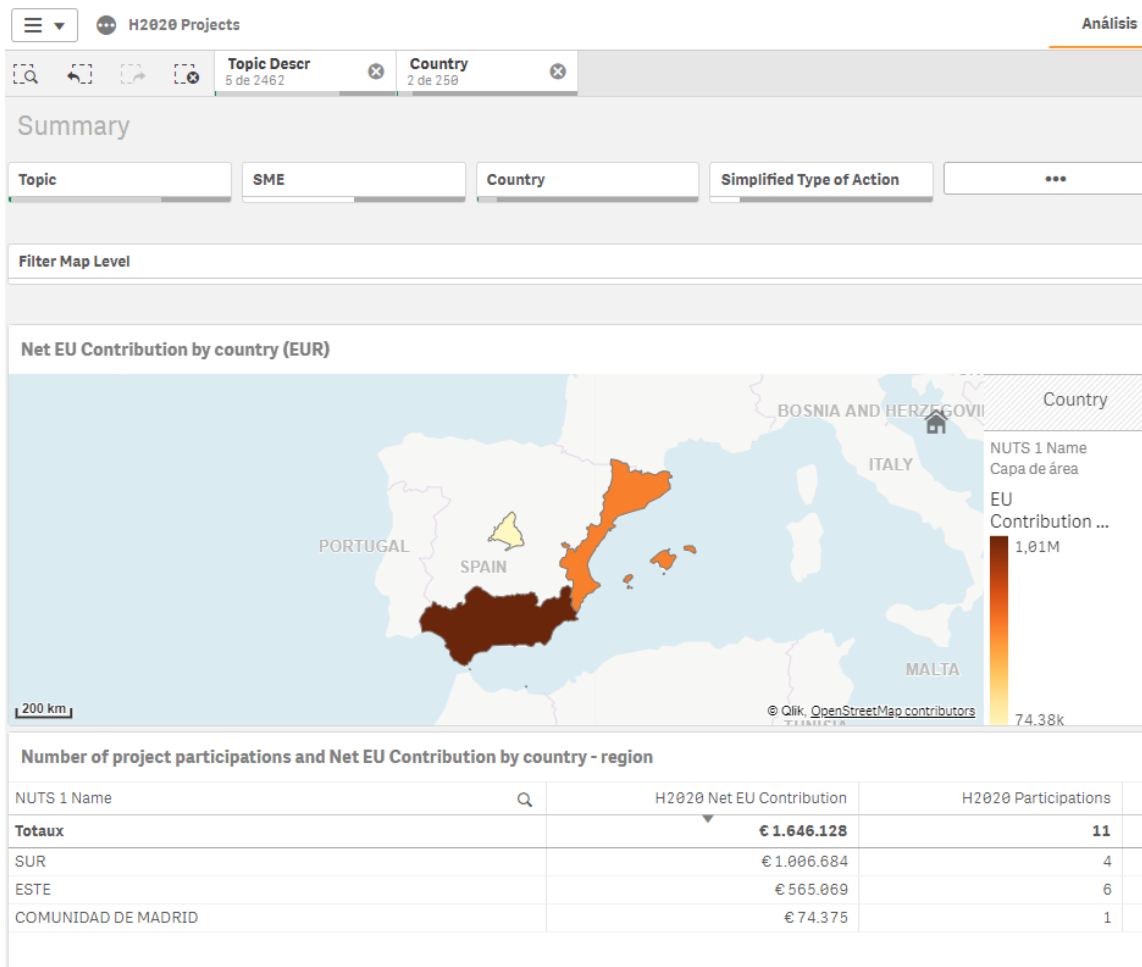 H2020 Projects
Análisis
Topic Descr
5 de 2462
Country
2 de 250
Summary
Topic
SME
Country
Simplified Type of Action
Filter Map Level
Net EU Contribution by country (EUR)
BOSNIA AND HERZEGOVI
Country
ITALY
NUTS 1 Name
Capa de área
EU
Contribution ...
1,01M
PORTUGAL
SPAIN
MALTA
200 km
© Qlik, OpenStreetMap contributors
TUNISIA
74.38k
Number of project participations and Net EU Contribution by country - region
NUTS 1 Name H2020 Net EU Contribution H2020 Participations
Totaux € 1.646.128 11
SUR € 1.006.684 4
ESTE € 565.069 6
COMUNIDAD DE MADRID € 74.375 1